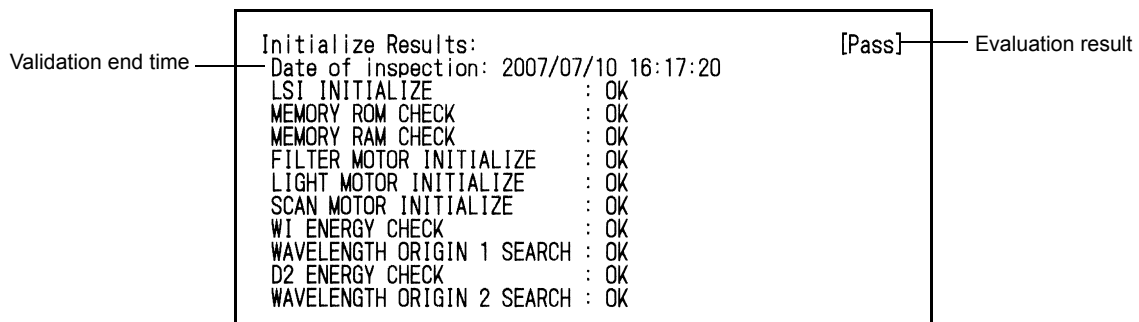 Initialize Results: [Pass] Evaluation result
Validation end time Date of inspection: 2007/07/10 16:17:20
LSI INITIALIZE : OK
MEMORY ROM CHECK : OK
MEMORY RAM CHECK : OK
FILTER MOTOR INITIALIZE : OK
LIGHT MOTOR INITIALIZE : OK
SCAN MOTOR INITIALIZE : OK
WI ENERGY CHECK : OK
WAVELENGTH ORIGIN 1 SEARCH : OK
D2 ENERGY CHECK : OK
WAVELENGTH ORIGIN 2 SEARCH : OK